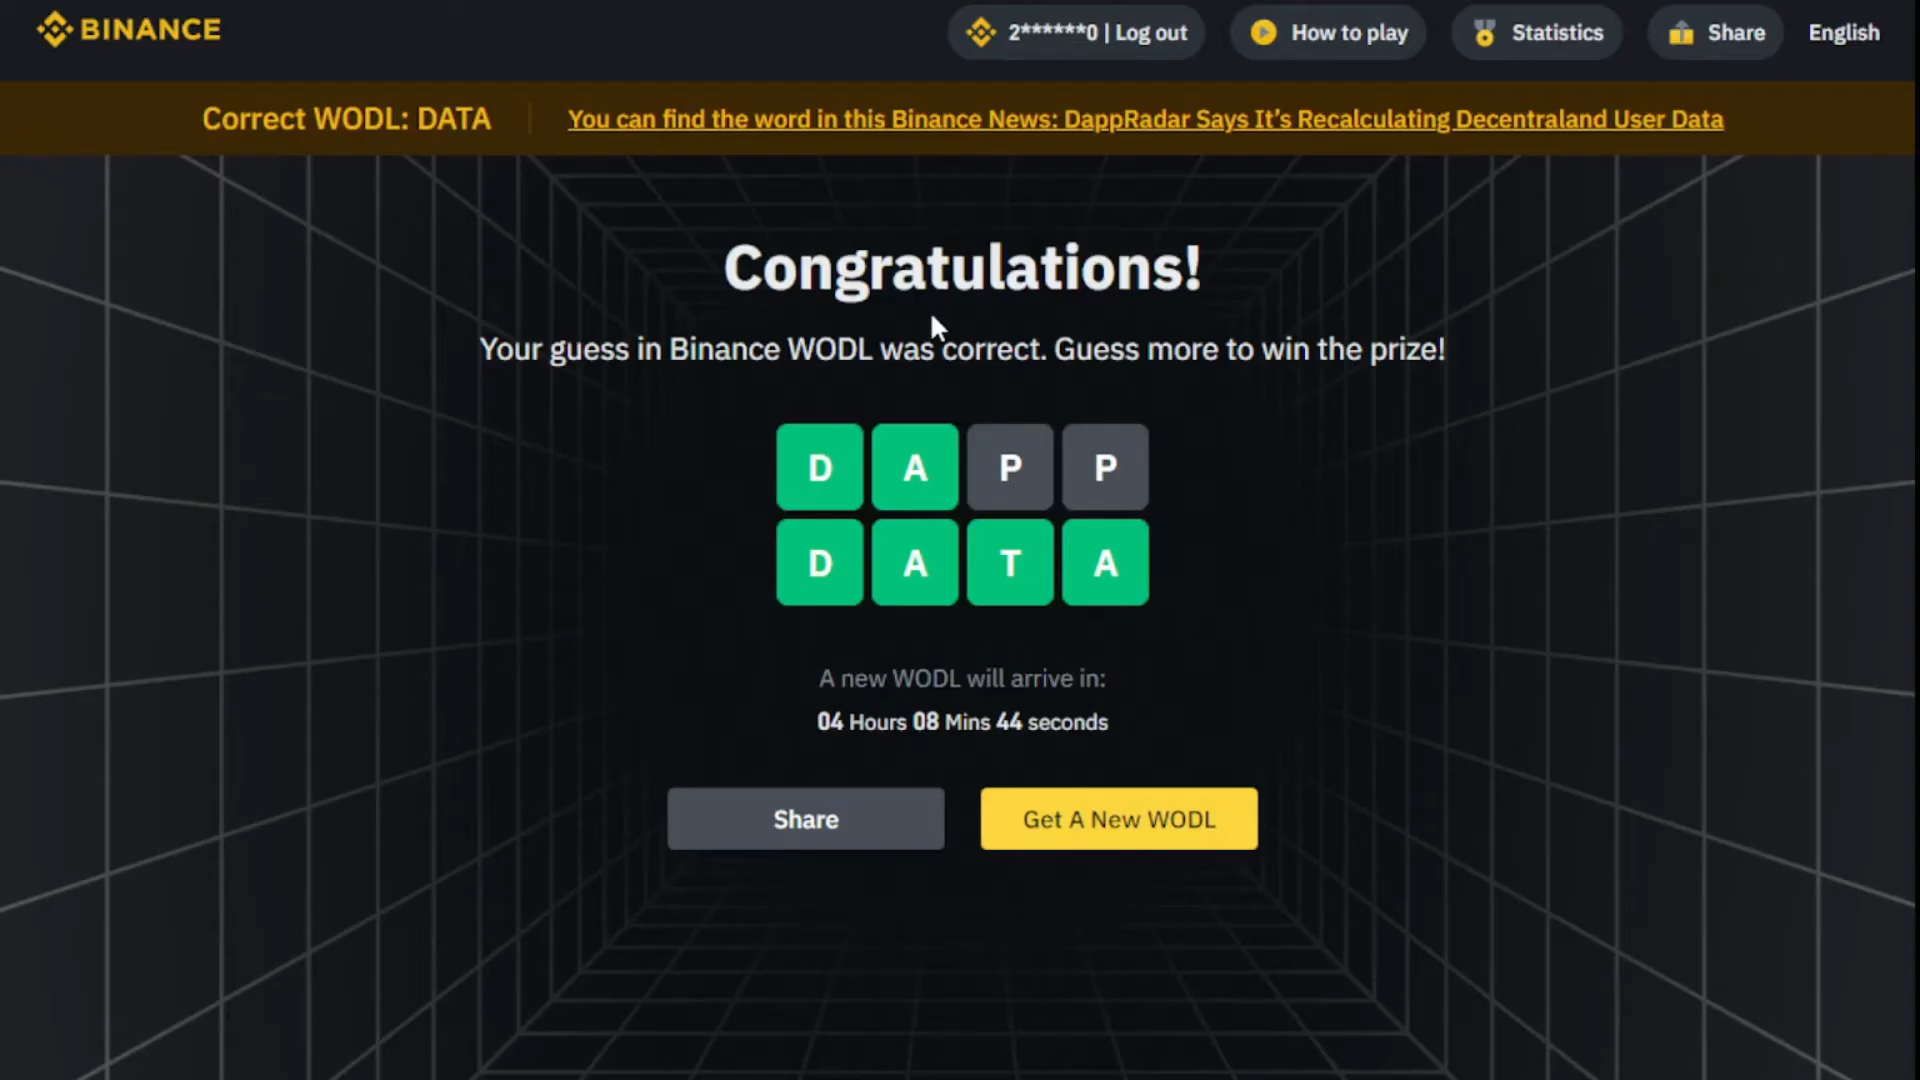 BINANCE
2******0 | Log out
How to play
Statistics
Share
English
Correct WODL: DATA
You can find the word in this Binance News: DappRadar Says It’s Recalculating Decentraland User Data
Congratulations!
Your guess in Binance WODL was correct. Guess more to win the prize!
D A P P
D A T A
A new WODL will arrive in:
04 Hours 08 Mins 44 seconds
Share
Get A New WODL